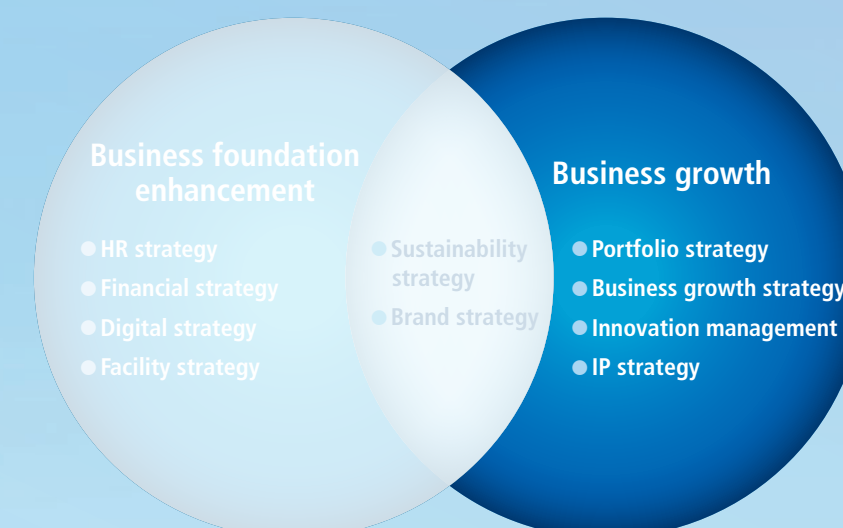 Business foundation
enhancement
● HR strategy
● Financial strategy
● Digital strategy
● Facility strategy
● Sustainability
strategy
● Brand strategy
Business growth
● Portfolio strategy
● Business growth strategy
● Innovation management
● IP strategy